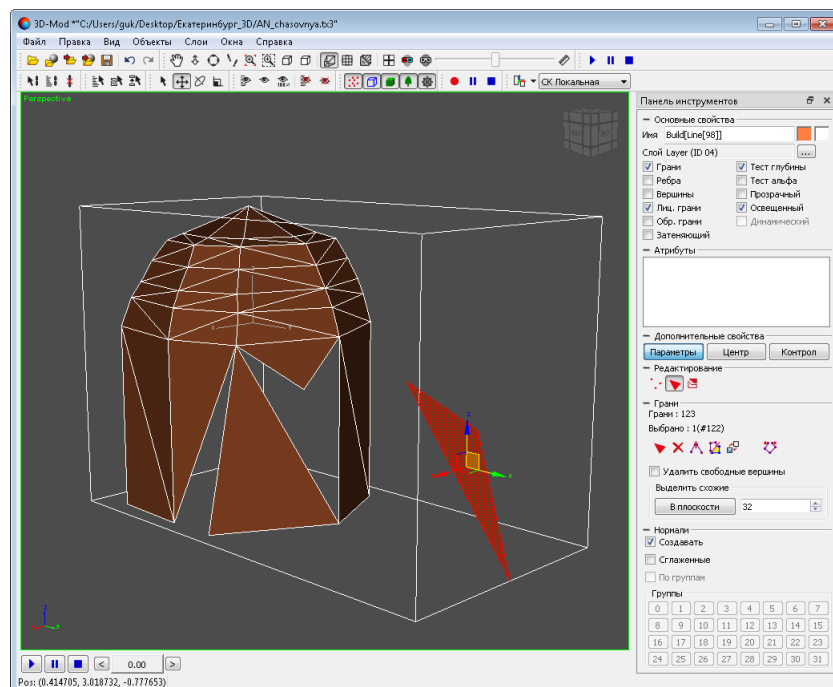 3D-Mod *"C:/Users/guk/Desktop/Екатеринбург_3D/AN_chasovnya.tx3"
Файл Правка Вид Объекты Слои Окна Справка
100%
СК Локальная
Perspective
Панель инструментов
Основные свойства
Имя Build[Line[98]]
Слой Layer (ID 04) ...
Грани Тест глубины
Ребра Тест альфа
Вершины Прозрачный
Лиц. грани Освещенный
Обр. грани Динамический
Затеняющий
Атрибуты
Дополнительные свойства
Параметры Центр Контрол
Редактирование
Грани
Грани : 123
Выбрано : 1(#122)
Удалить свободные вершины
Выделить схожие
В плоскости 32
Нормали
Создавать
Сглаженные
По группам
Группы
0 1 2 3 4 5 6 7
8 9 10 11 12 13 14 15
16 17 18 19 20 21 22 23
24 25 26 27 28 29 30 31
< 0.00 >
Pos: (0.414705, 3.018732, -0.777653)